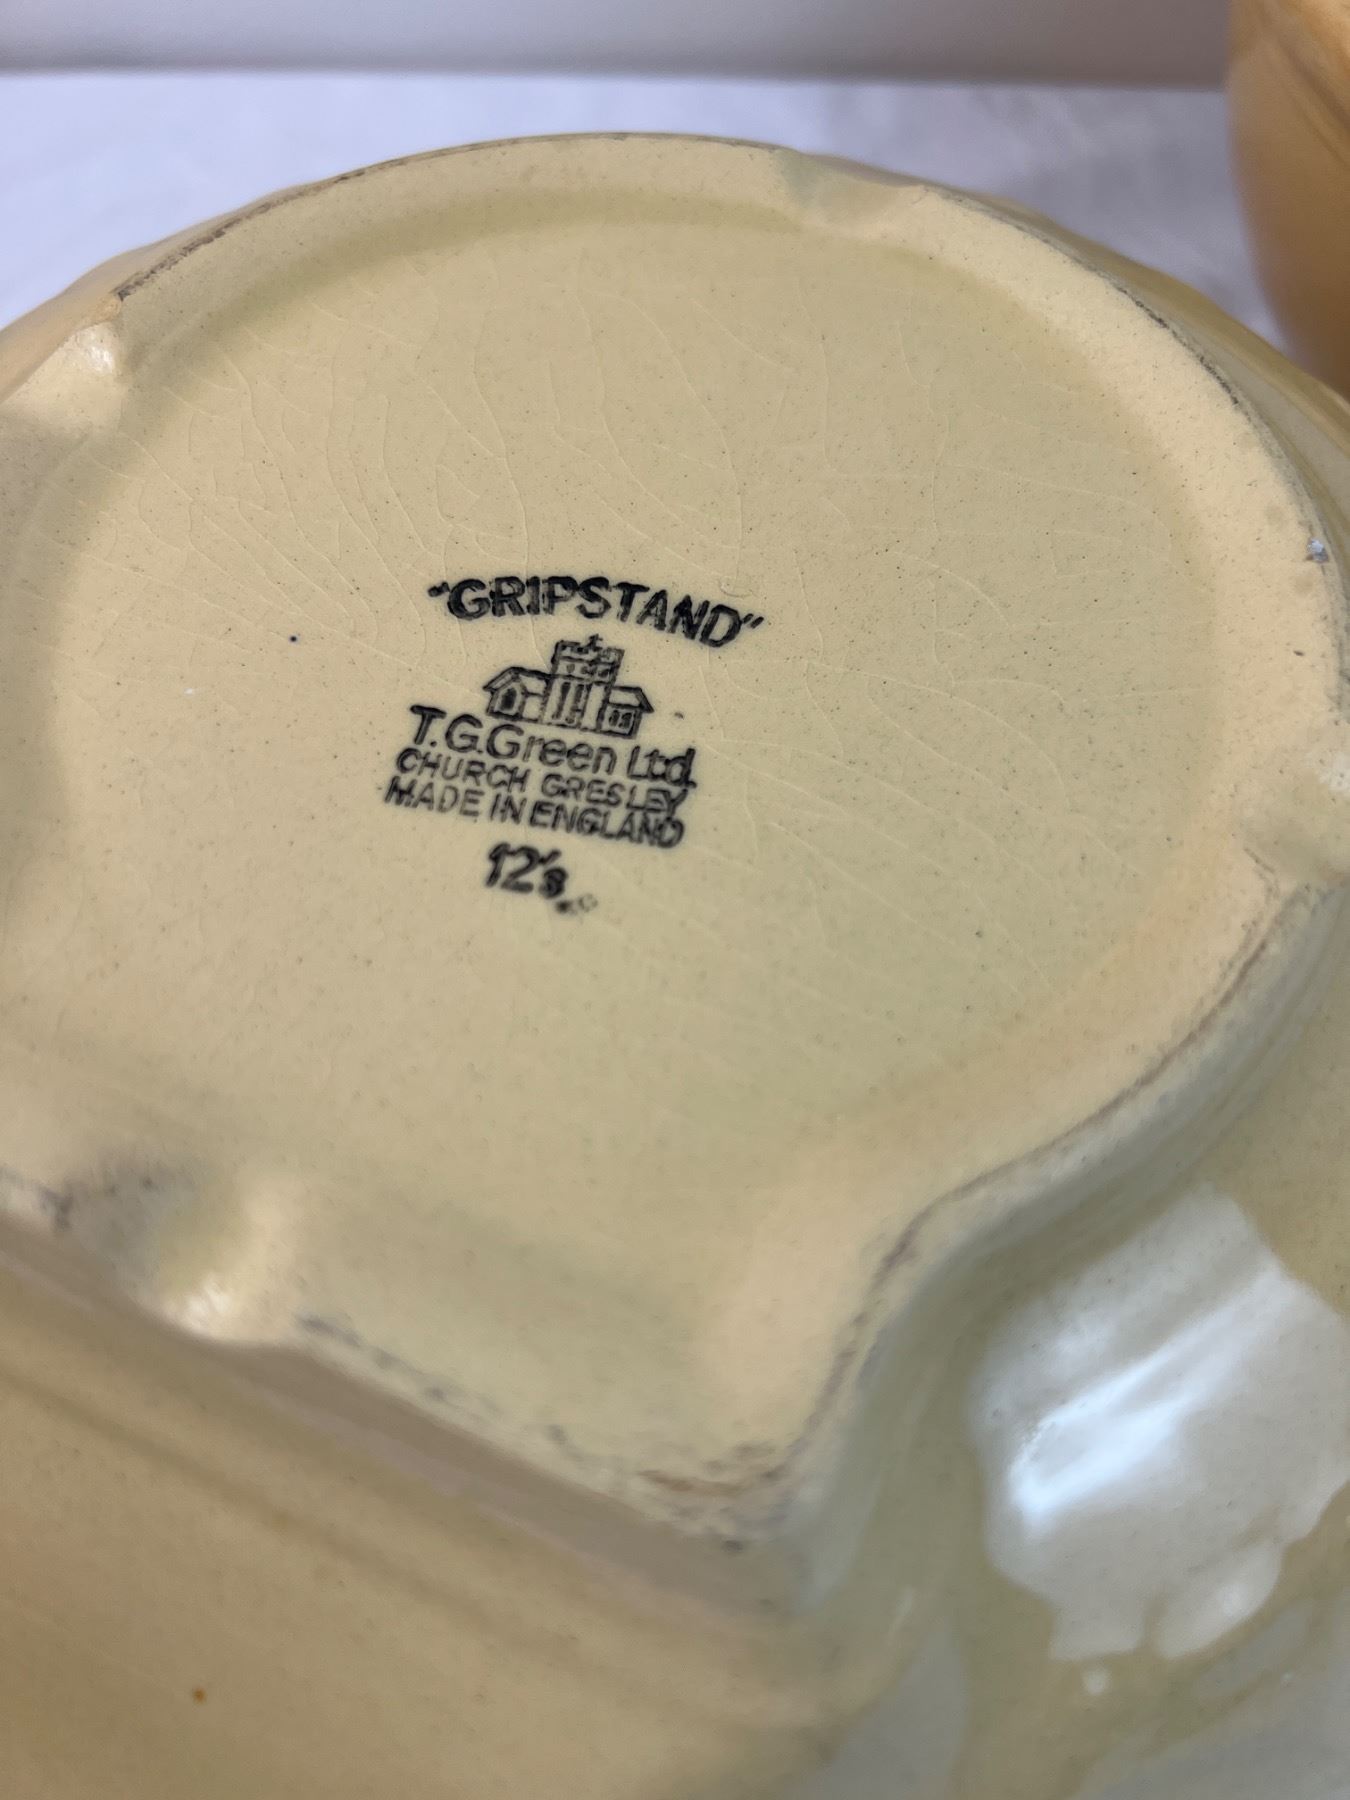 "GRIPSTAND"
T.G.Green Ltd.
CHURCH GRESLEY
MADE IN ENGLAND
12's